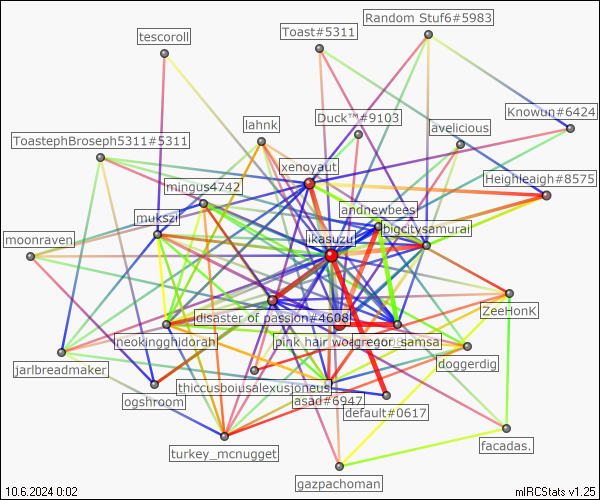 Random Stuf6#5983
Toast#5311
tescoroll
Knowun#6424
Duck™#9103
lahnk
avelicious
ToastephBroseph5311#5311
xenoyaut
Heighleaigh#8575
mingus4742
andnewbees
mukszi
bigcitysamurai
moonraven
ikasuzu
ZeeHonK
disaster of passion#4608
neokingghidorah
pink hair wo
gregor_samsa
doggerdig
jarlbreadmaker
thiccusboiusalexusjoneus
ogshroom
asad#6947
default#0617
facadas.
turkey_mcnugget
gazpachoman
10.6.2024 0:02
mIRCStats v1.25